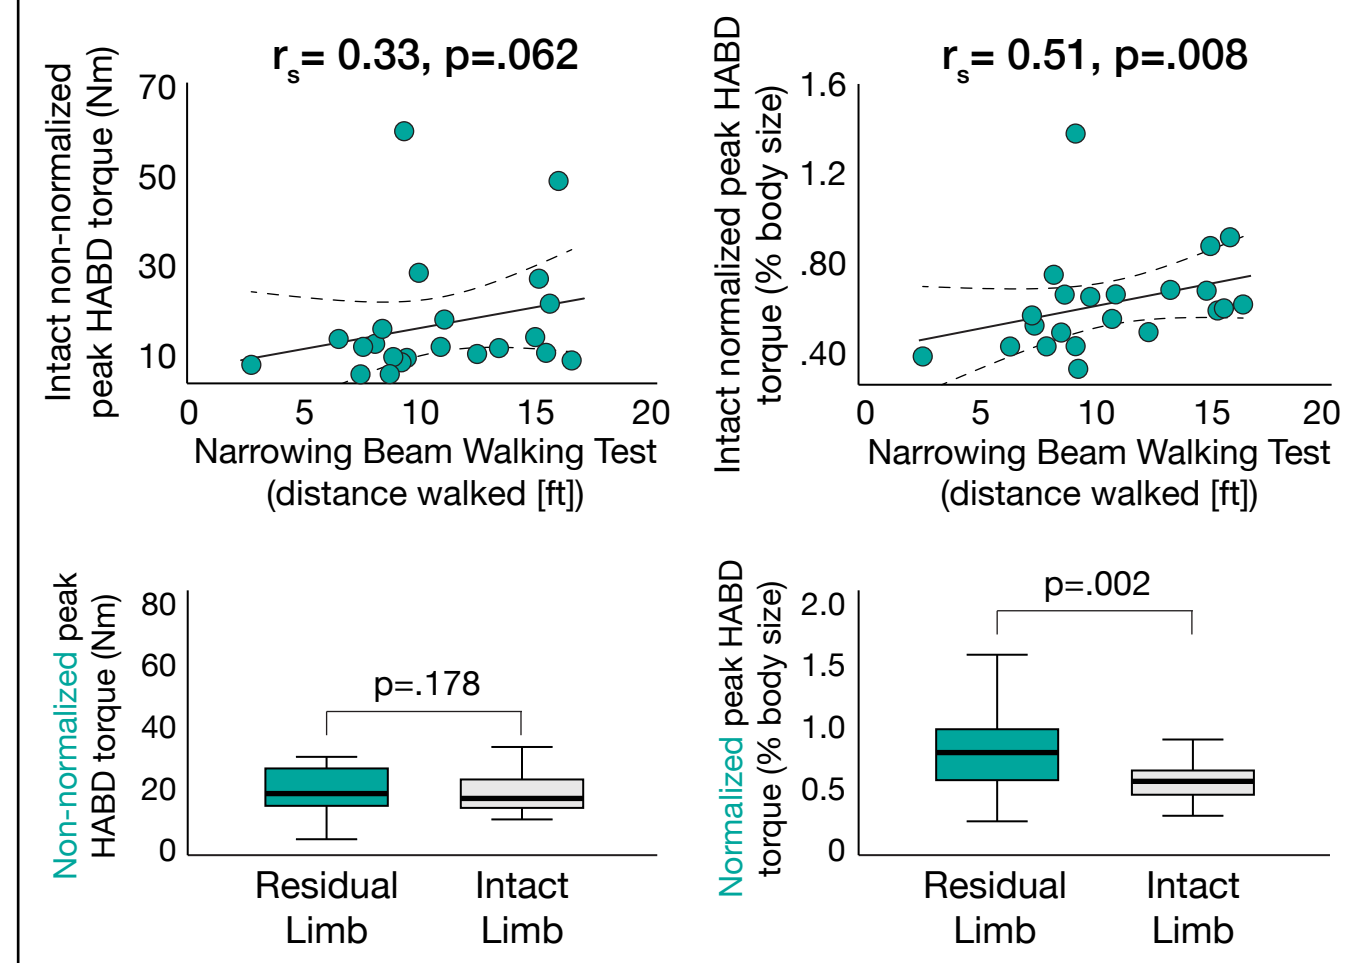 Intact non-normalized
peak HABD torque (Nm)
rs= 0.33, p=.062
70
50
30
10
0 5 10 15 20
Narrowing Beam Walking Test
(distance walked [ft])
Intact normalized peak HABD
torque (% body size)
rs= 0.51, p=.008
1.6
1.2
.80
.40
0 5 10 15 20
Narrowing Beam Walking Test
(distance walked [ft])
Non-normalized peak
HABD torque (Nm)
80
60
40
20
0
p=.178
Residual
Limb
Intact
Limb
Normalized peak HABD
torque (% body size)
2.0
1.5
1.0
0.5
0
p=.002
Residual
Limb
Intact
Limb